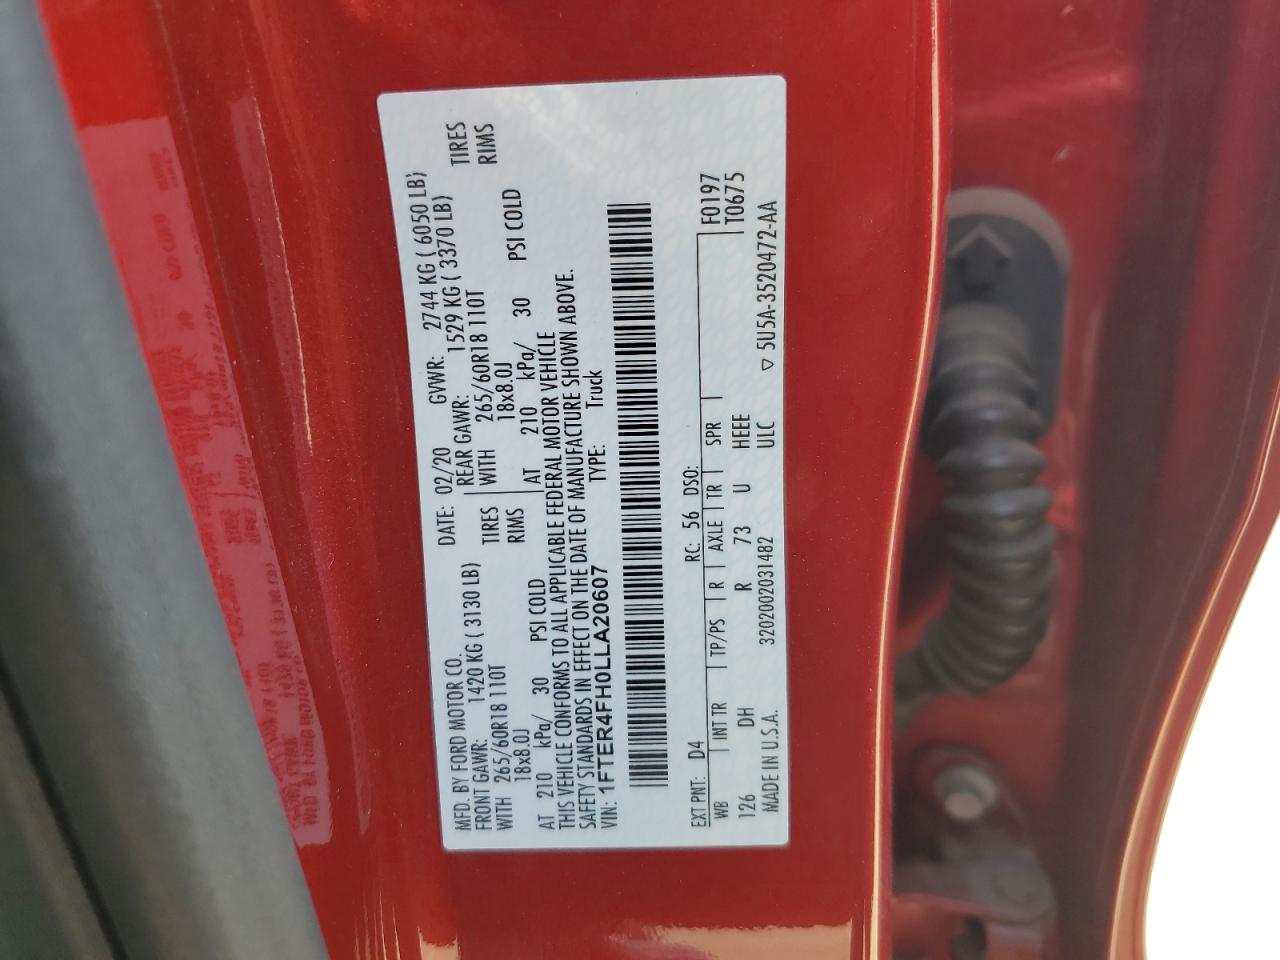 MFD. BY FORD MOTOR CO.
DATE: 02/20 GVWR: 2744 KG ( 6050 LB)
FRONT GAWR: 1420 KG ( 3130 LB) REAR GAWR: 1529 KG ( 3370 LB)
WITH 265/60R18 110T TIRES WITH 265/60R18 110T TIRES
18x8.0J RIMS 18x8.0J RIMS
AT 210 kPa/ 30 PSI COLD AT 210 kPa/ 30 PSI COLD
THIS VEHICLE CONFORMS TO ALL APPLICABLE FEDERAL MOTOR VEHICLE
SAFETY STANDARDS IN EFFECT ON THE DATE OF MANUFACTURE SHOWN ABOVE.
VIN: 1FTER4FH0LLA20607 TYPE: Truck
EXT PNT: D4 RC: 56 DSO: F0197
WB INT TR TP/PS R AXLE TR SPR T0675
126 DH R 73 U HEEE
MADE IN U.S.A. 3202002031482 ULC ▽ 5U5A-3520472-AA